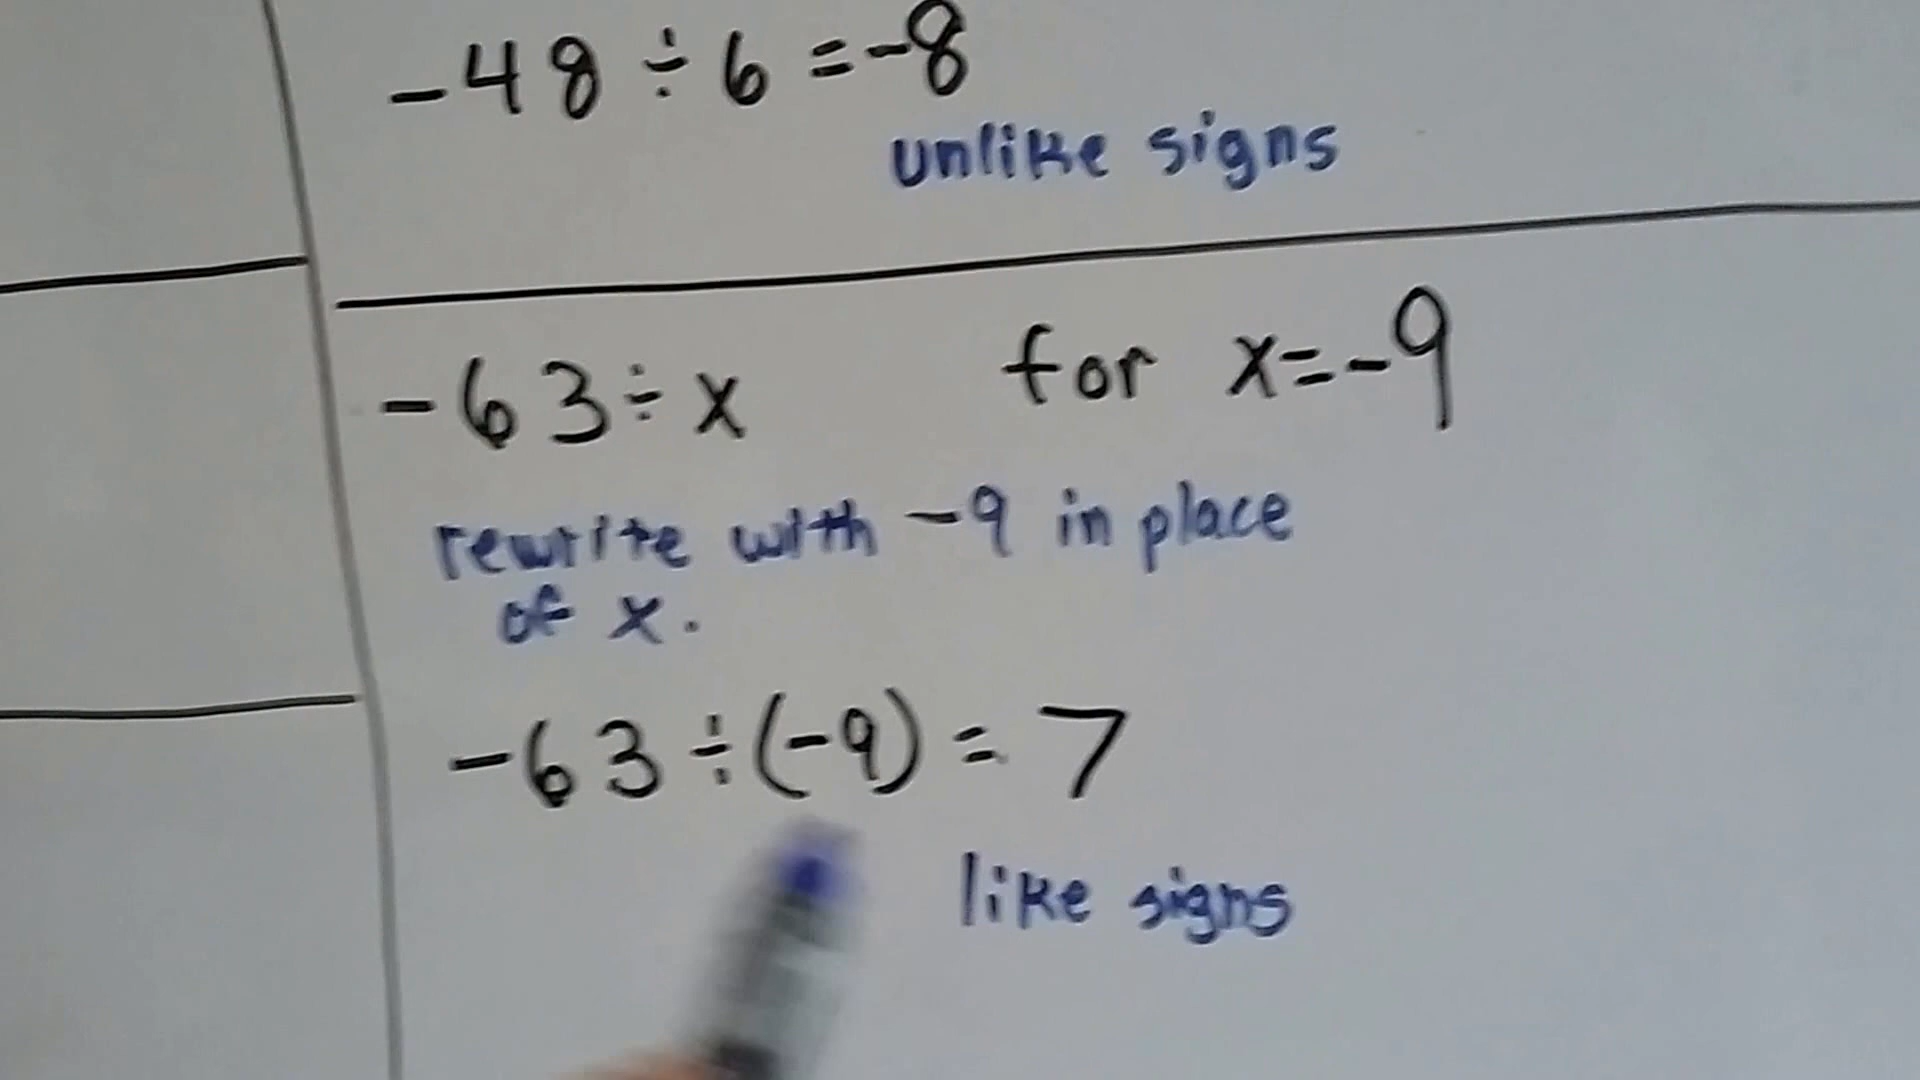 -48 ÷ 6 = -8
unlike signs
-63 ÷ x for x = -9
rewrite with -9 in place
of x.
-63 ÷ (-9) = 7
like signs